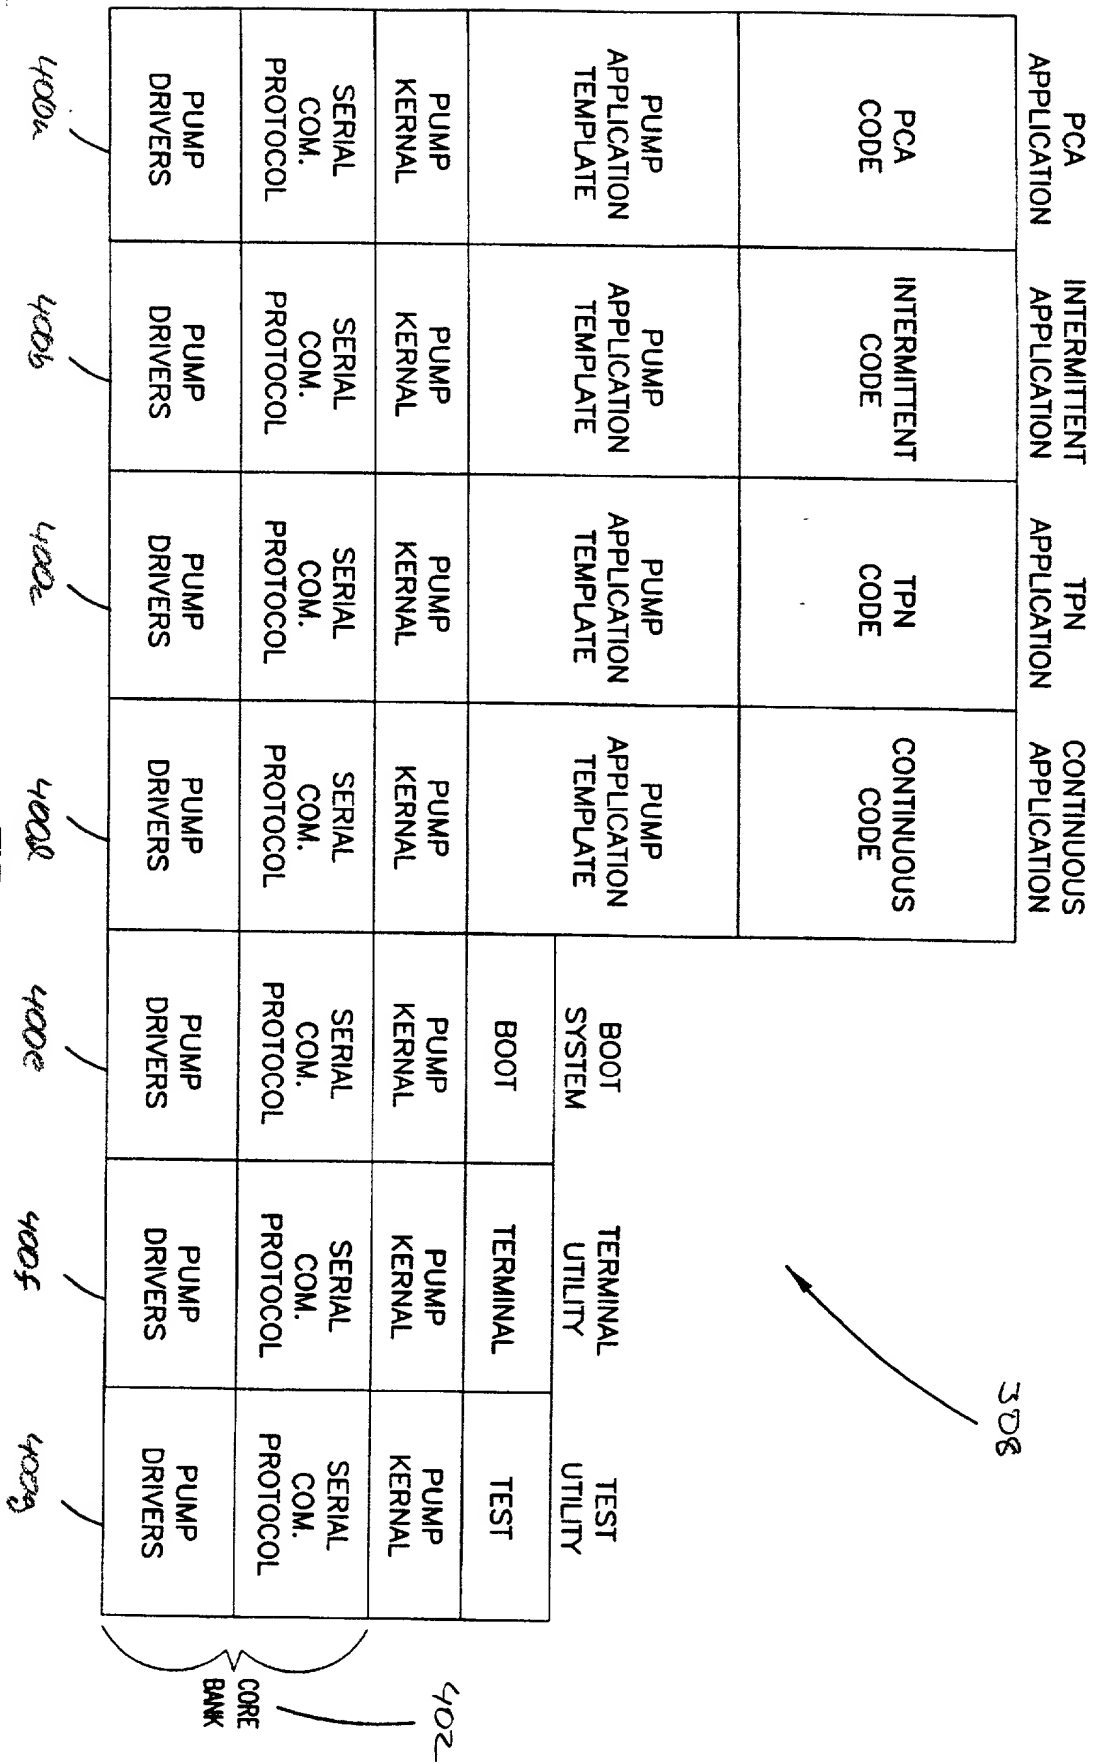 PCA
APPLICATION
INTERMITTENT
APPLICATION
TPN
APPLICATION
CONTINUOUS
APPLICATION
PCA
CODE
INTERMITTENT
CODE
TPN
CODE
CONTINUOUS
CODE
308
PUMP
APPLICATION
TEMPLATE
PUMP
APPLICATION
TEMPLATE
PUMP
APPLICATION
TEMPLATE
PUMP
APPLICATION
TEMPLATE
BOOT
SYSTEM
TERMINAL
UTILITY
TEST
UTILITY
BOOT
TERMINAL
TEST
PUMP
KERNAL
PUMP
KERNAL
PUMP
KERNAL
PUMP
KERNAL
PUMP
KERNAL
PUMP
KERNAL
PUMP
KERNAL
SERIAL
COM.
PROTOCOL
SERIAL
COM.
PROTOCOL
SERIAL
COM.
PROTOCOL
SERIAL
COM.
PROTOCOL
SERIAL
COM.
PROTOCOL
SERIAL
COM.
PROTOCOL
SERIAL
COM.
PROTOCOL
PUMP
DRIVERS
PUMP
DRIVERS
PUMP
DRIVERS
PUMP
DRIVERS
PUMP
DRIVERS
PUMP
DRIVERS
PUMP
DRIVERS
CORE
BANK
402
400a
400b
400c
400d
400e
400f
400g